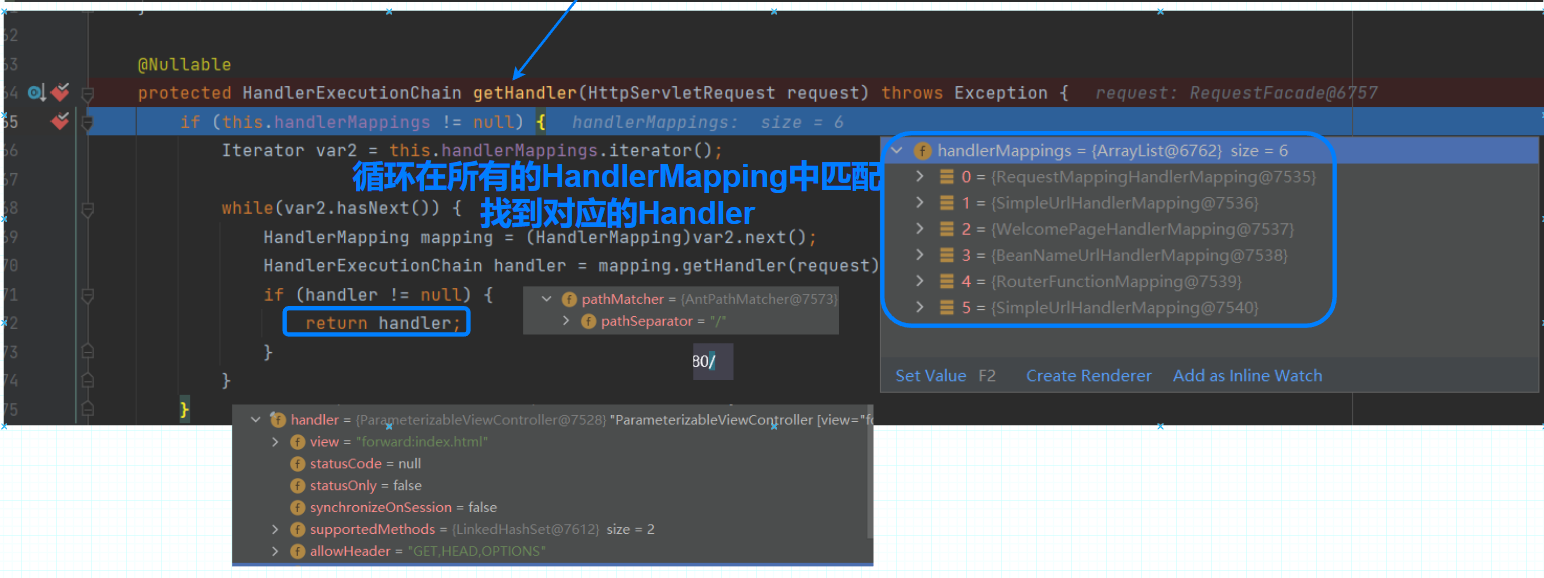 62
63 @Nullable
64 protected HandlerExecutionChain getHandler(HttpServletRequest request) throws Exception { request: RequestFacade@6757
65 if (this.handlerMappings != null) { handlerMappings: size = 6
66 Iterator var2 = this.handlerMappings.iterator();
67
循环在所有的HandlerMapping中匹配
找到对应的Handler
68 while(var2.hasNext()) {
69 HandlerMapping mapping = (HandlerMapping)var2.next();
70 HandlerExecutionChain handler = mapping.getHandler(request)
71 if (handler != null) {
72 return handler;
73 }
74 }
75 }
handlerMappings = {ArrayList@6762} size = 6
0 = {RequestMappingHandlerMapping@7535}
1 = {SimpleUrlHandlerMapping@7536}
2 = {WelcomePageHandlerMapping@7537}
3 = {BeanNameUrlHandlerMapping@7538}
4 = {RouterFunctionMapping@7539}
5 = {SimpleUrlHandlerMapping@7540}
Set Value F2 Create Renderer Add as Inline Watch
pathMatcher = {AntPathMatcher@7573}
pathSeparator = "/"
80/
handler = {ParameterizableViewController@7528} "ParameterizableViewController [view="fo
view = "forward:index.html"
statusCode = null
statusOnly = false
synchronizeOnSession = false
supportedMethods = {LinkedHashSet@7612} size = 2
allowHeader = "GET,HEAD,OPTIONS"